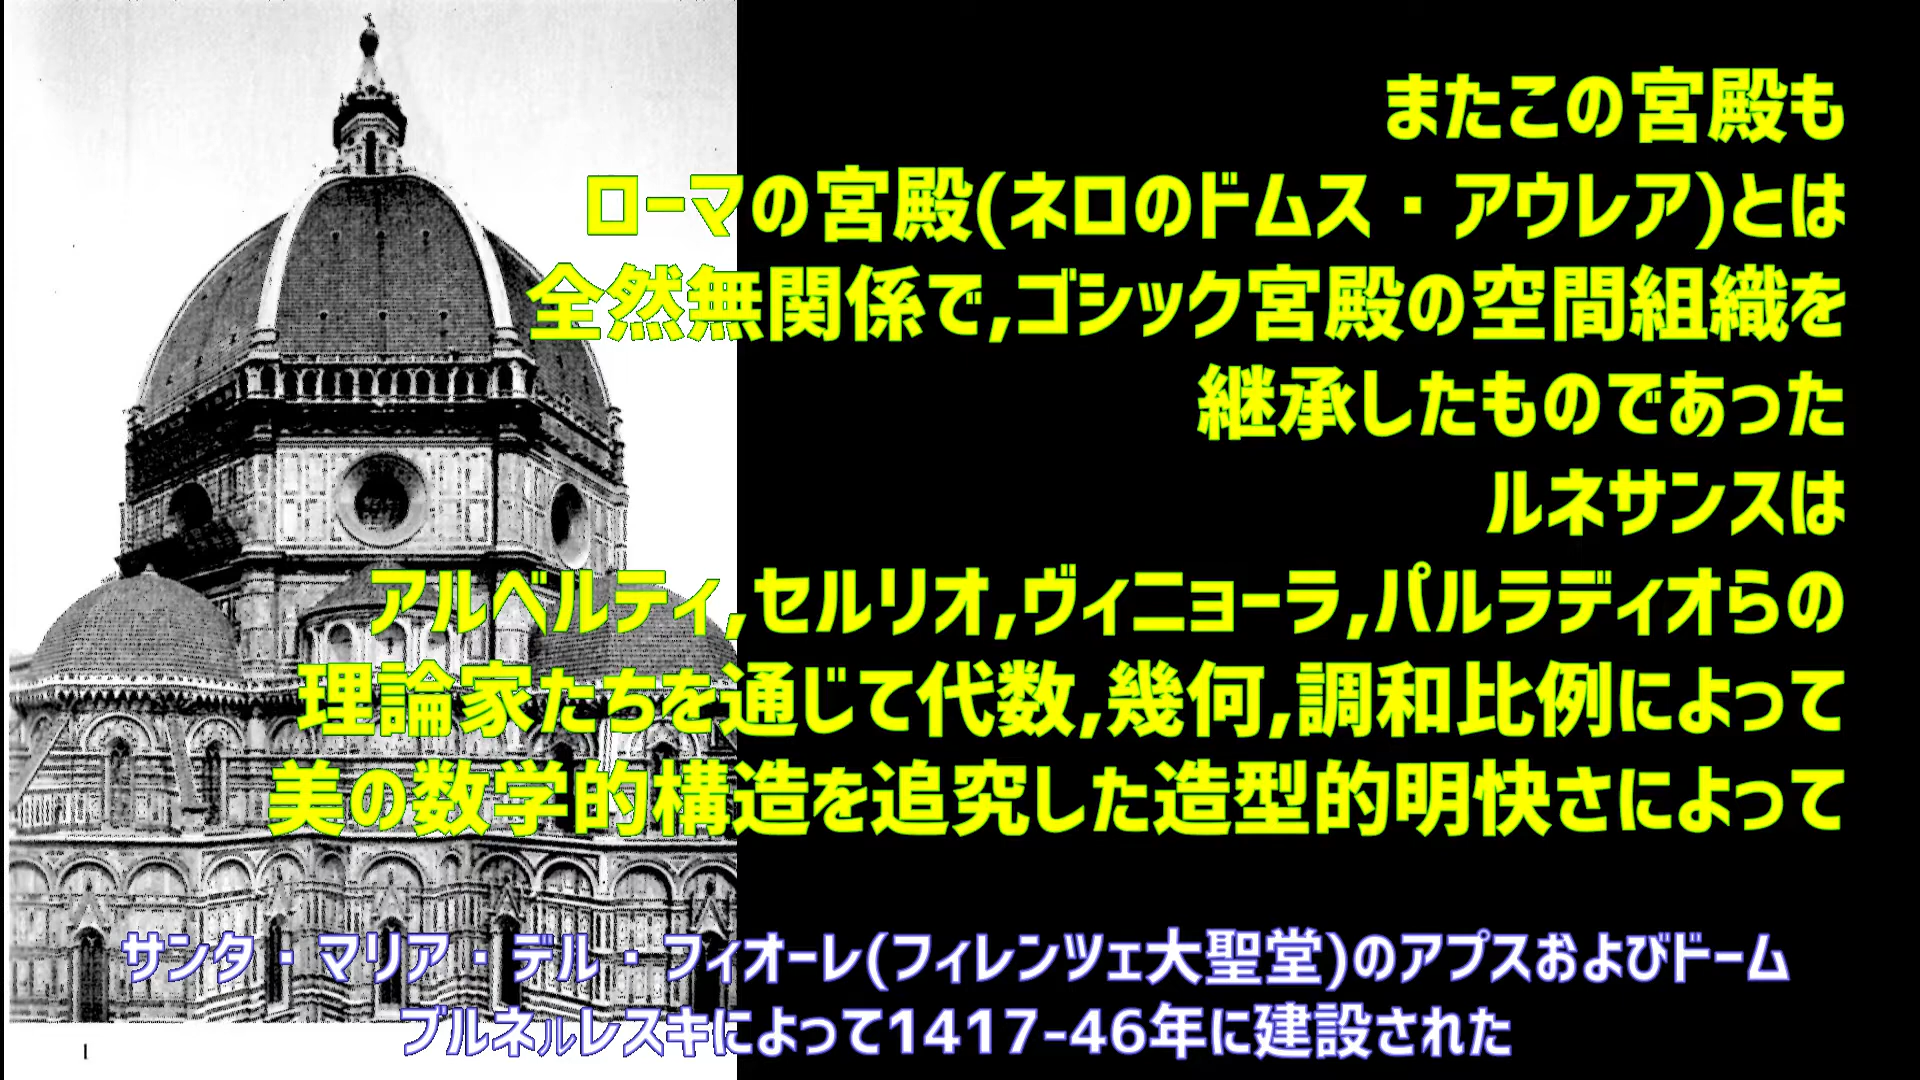 またこの宮殿も
ローマの宮殿(ネロのドムス・アウレア)とは
全然無関係で,ゴシック宮殿の空間組織を
継承したものであった
ルネサンスは
アルベルティ,セルリオ,ヴィニョーラ,パルラディオらの
理論家たちを通じて代数,幾何,調和比例によって
美の数学的構造を追究した造型的明快さによって
サンタ・マリア・デル・フィオーレ(フィレンツェ大聖堂)のアプスおよびドーム
ブルネルレスキによって1417-46年に建設された
I